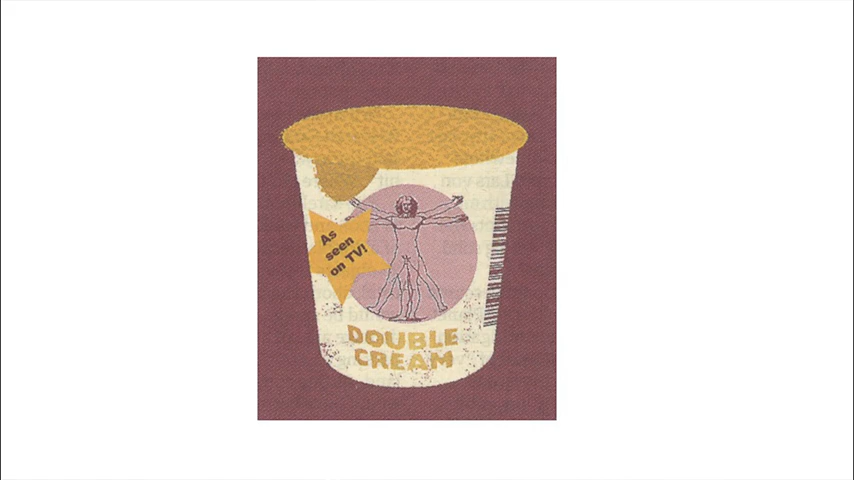 As
seen
on TV!
DOUBLE
CREAM